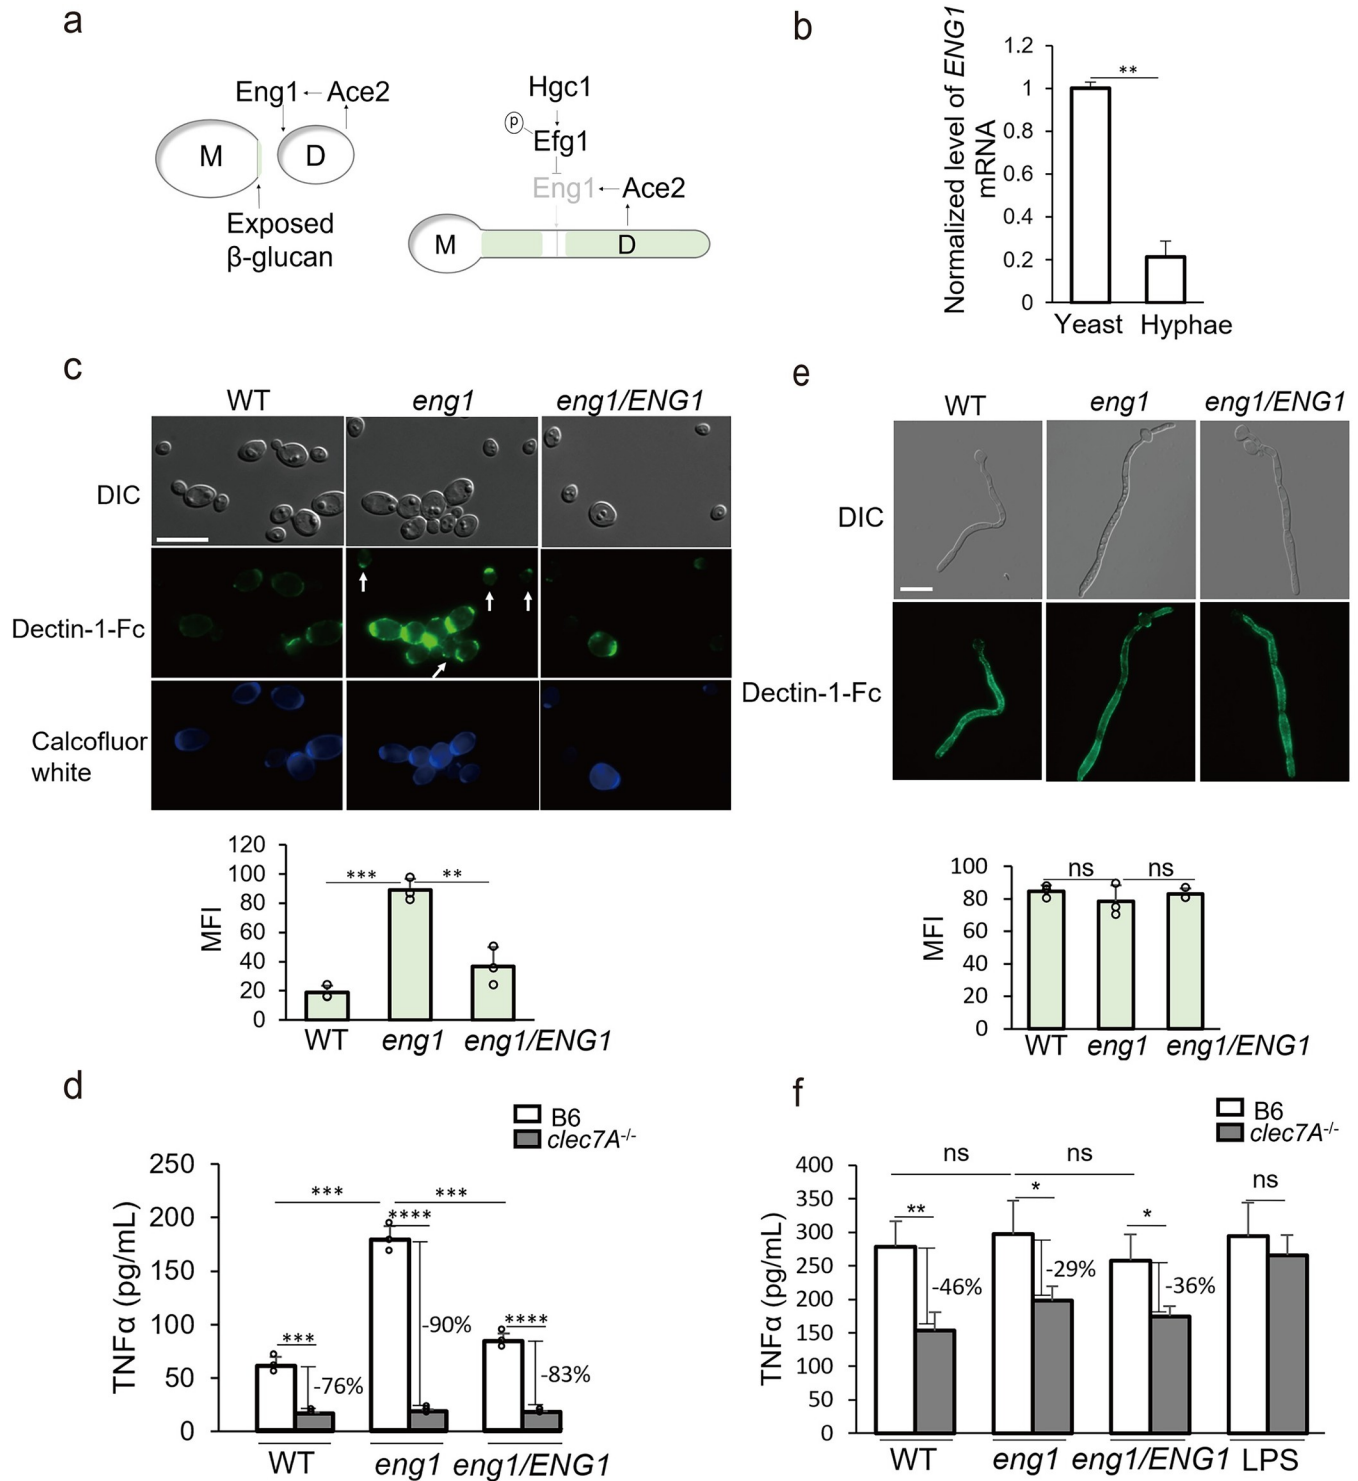 a
Eng1
Ace2
M
D
Exposed
β-glucan
Hgc1
p
Efg1
Eng1
Ace2
M
D
b
Normalized level of ENG1
mRNA
1.2
1
0.8
0.6
0.4
0.2
0
**
Yeast
Hyphae
c
WT
eng1
eng1/ENG1
DIC
Dectin-1-Fc
Calcofluor
white
MFI
120
100
80
60
40
20
0
***
**
WT
eng1
eng1/ENG1
e
WT
eng1
eng1/ENG1
DIC
Dectin-1-Fc
MFI
100
80
60
40
20
0
ns
ns
WT
eng1
eng1/ENG1
d
B6
clec7A-/-
TNFα (pg/mL)
250
200
150
100
50
0
***
***
***
****
****
-76%
-90%
-83%
WT
eng1
eng1/ENG1
f
B6
clec7A-/-
TNFα (pg/mL)
400
350
300
250
200
150
100
50
0
ns
ns
ns
**
*
*
-46%
-29%
-36%
WT
eng1
eng1/ENG1
LPS